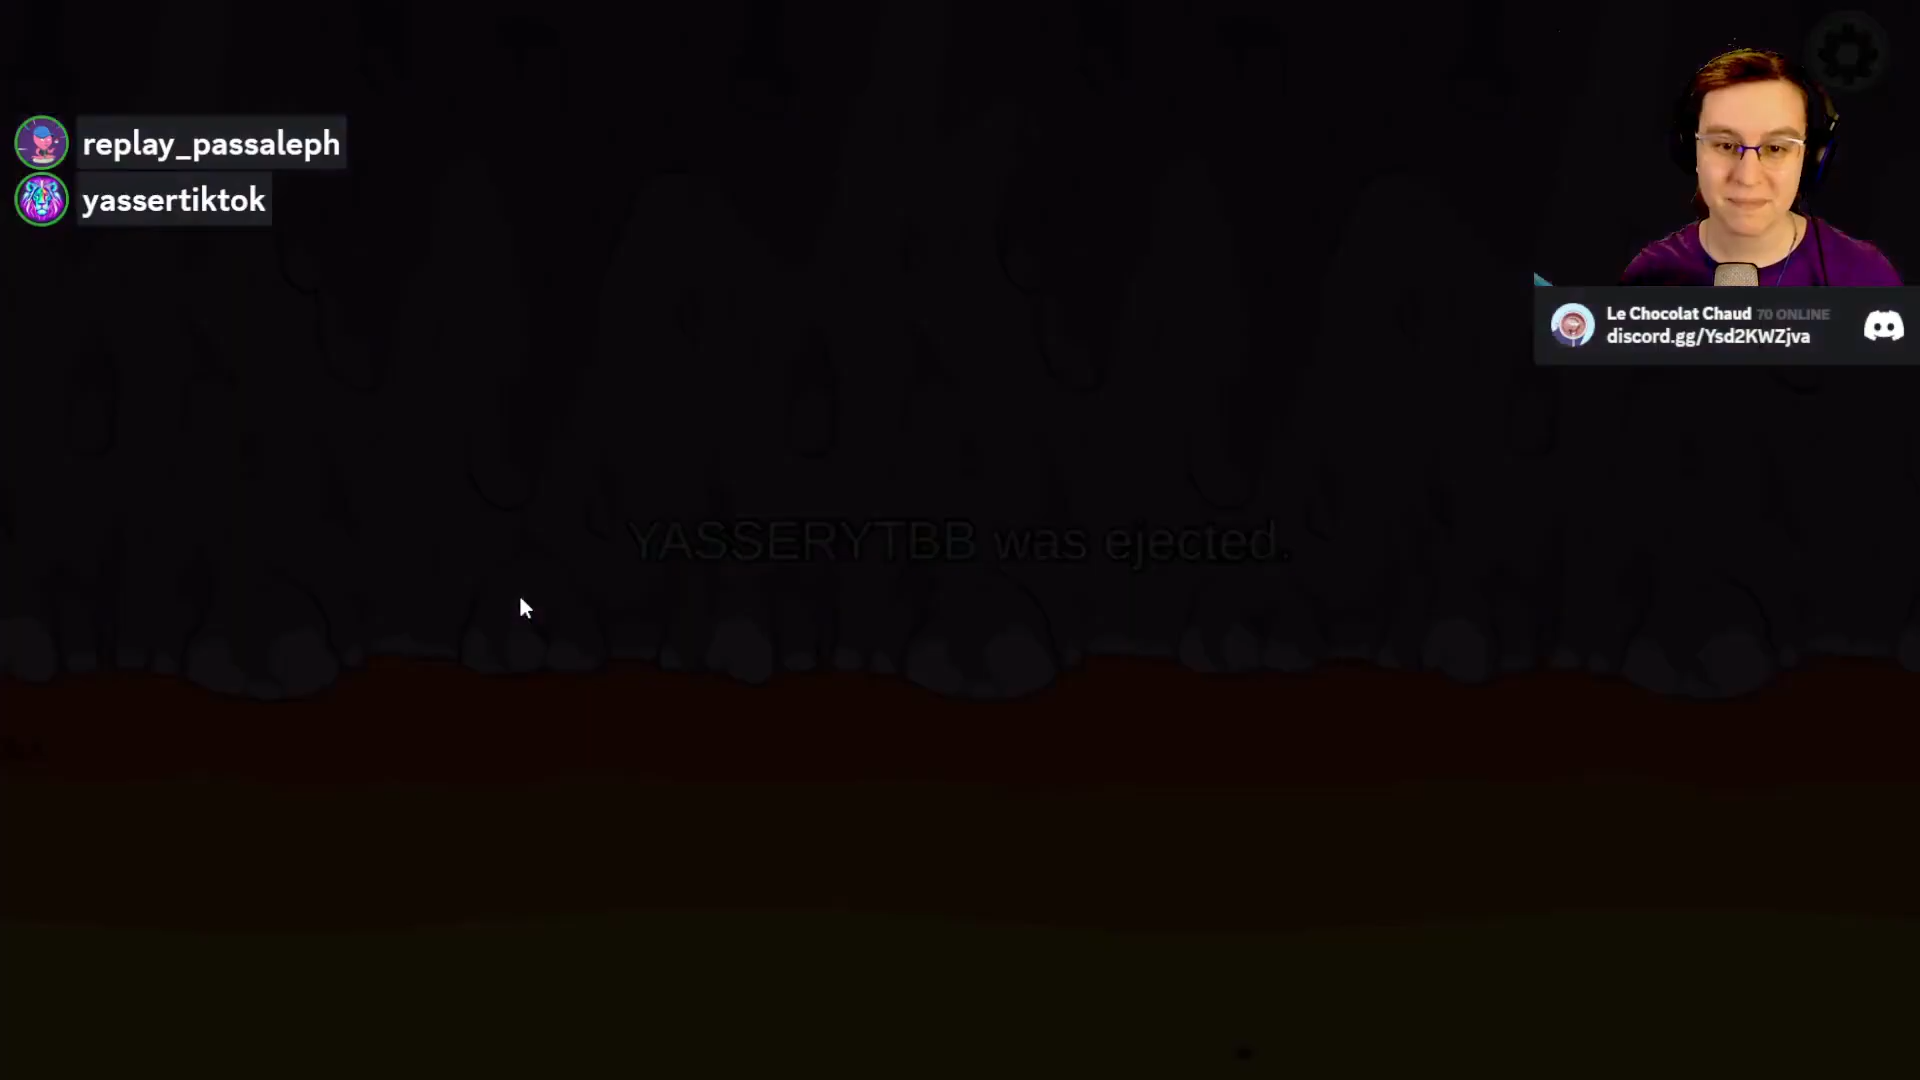 replay_passaleph
yassertiktok
Le Chocolat Chaud 70 ONLINE
discord.gg/Ysd2KWZjva
YASSERYTBB was ejected.